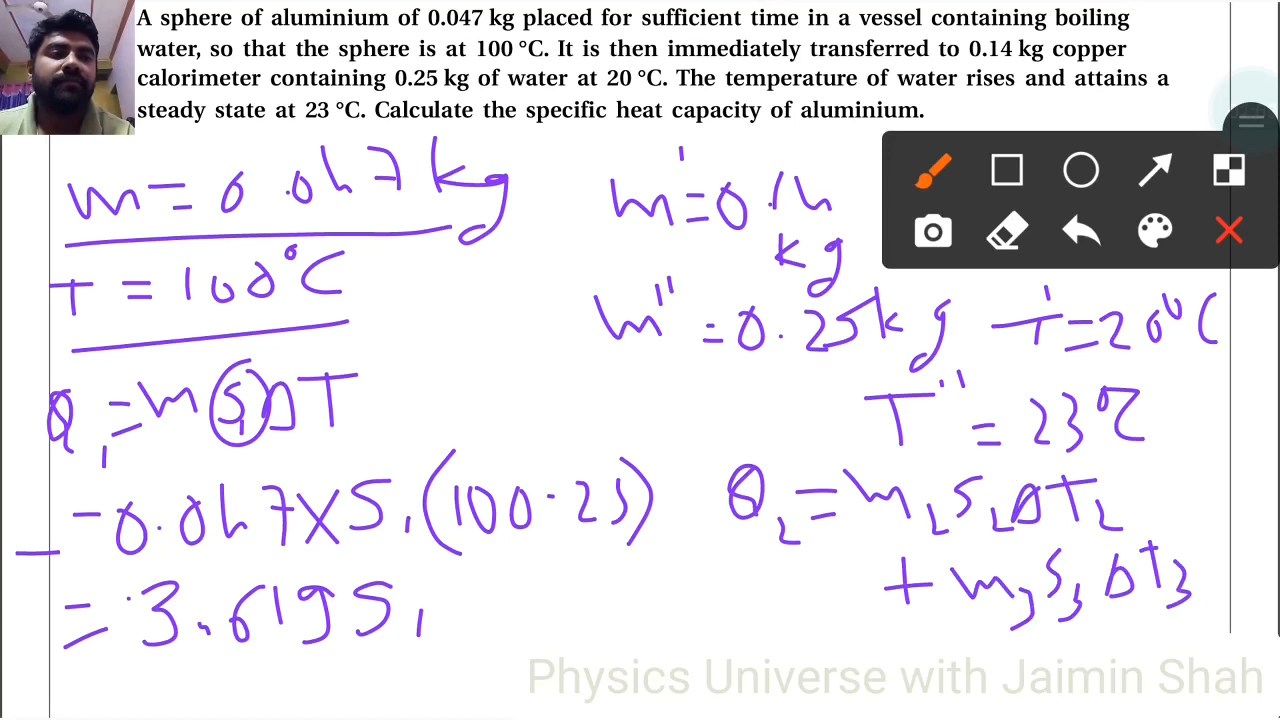 A sphere of aluminium of 0.047 kg placed for sufficient time in a vessel containing boiling
water, so that the sphere is at 100 °C. It is then immediately transferred to 0.14 kg copper
calorimeter containing 0.25 kg of water at 20 °C. The temperature of water rises and attains a
steady state at 23 °C. Calculate the specific heat capacity of aluminium.
m = 0.047 kg
T = 100°C
Q₁ = m S₁ ΔT
= 0.047 × S₁ (100-23)
= 3.619 S₁
m' = 0.14
kg
m'' = 0.25 kg T' = 20°C
T'' = 23°C
Q₂ = m₂ S₂ ΔT₂
+ m₃ S₃ ΔT₃
Physics Universe with Jaimin Shah